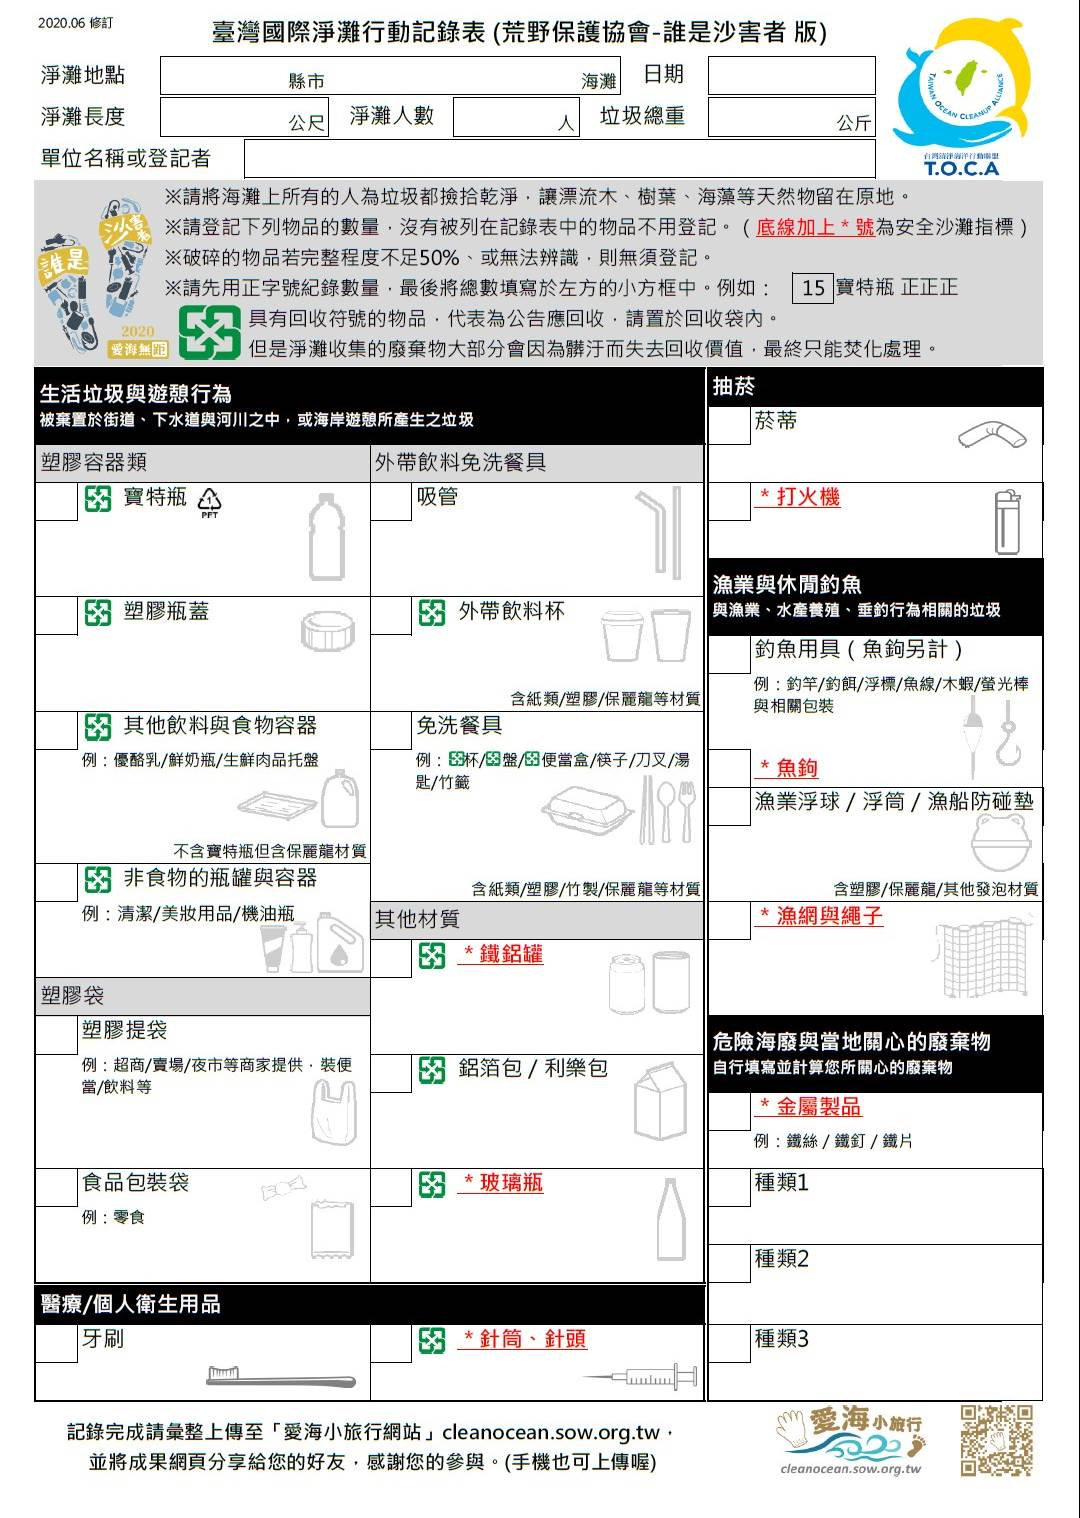 2020.06 修訂
臺灣國際淨灘行動記錄表 (荒野保護協會-誰是沙害者 版)
淨灘地點 縣市 海灘 日期
淨灘長度 公尺 淨灘人數 人 垃圾總重 公斤
單位名稱或登記者
TAIWAN OCEAN CLEANUP ALLIANCE
台灣清淨海洋行動聯盟
T.O.C.A
誰是
沙害者
2020
愛海無距
※請將海灘上所有的人為垃圾都撿拾乾淨，讓漂流木、樹葉、海藻等天然物留在原地。
※請登記下列物品的數量，沒有被列在記錄表中的物品不用登記。（底線加上 * 號為安全沙灘指標）
※破碎的物品若完整程度不足50%、或無法辨識，則無須登記。
※請先用正字號紀錄數量，最後將總數填寫於左方的小方框中。例如： 15 寶特瓶 正正正
具有回收符號的物品，代表為公告應回收，請置於回收袋內。
但是淨灘收集的廢棄物大部分會因為髒汙而失去回收價值，最終只能焚化處理。
生活垃圾與遊憩行為
被棄置於街道、下水道與河川之中，或海岸遊憩所產生之垃圾
塑膠容器類
寶特瓶
1
PET
塑膠瓶蓋
其他飲料與食物容器
例：優酪乳/鮮奶瓶/生鮮肉品托盤
不含寶特瓶但含保麗龍材質
非食物的瓶罐與容器
例：清潔/美妝用品/機油瓶
塑膠袋
塑膠提袋
例：超商/賣場/夜市等商家提供，裝便
當/飲料等
食品包裝袋
例：零食
外帶飲料免洗餐具
吸管
外帶飲料杯
含紙類/塑膠/保麗龍等材質
免洗餐具
例：杯/盤/便當盒/筷子/刀叉/湯
匙/竹籤
含紙類/塑膠/竹製/保麗龍等材質
其他材質
* 鐵鋁罐
鋁箔包 / 利樂包
* 玻璃瓶
醫療/個人衛生用品
牙刷
* 針筒、針頭
抽菸
菸蒂
* 打火機
漁業與休閒釣魚
與漁業、水產養殖、垂釣行為相關的垃圾
釣魚用具（魚鉤另計）
例：釣竿/釣餌/浮標/魚線/木蝦/螢光棒
與相關包裝
* 魚鉤
漁業浮球 / 浮筒 / 漁船防碰墊
含塑膠/保麗龍/其他發泡材質
* 漁網與繩子
危險海廢與當地關心的廢棄物
自行填寫並計算您所關心的廢棄物
* 金屬製品
例：鐵絲 / 鐵釘 / 鐵片
種類1
種類2
種類3
記錄完成請彙整上傳至「愛海小旅行網站」cleanocean.sow.org.tw，
並將成果網頁分享給您的好友，感謝您的參與。(手機也可上傳喔)
愛海小旅行
cleanocean.sow.org.tw